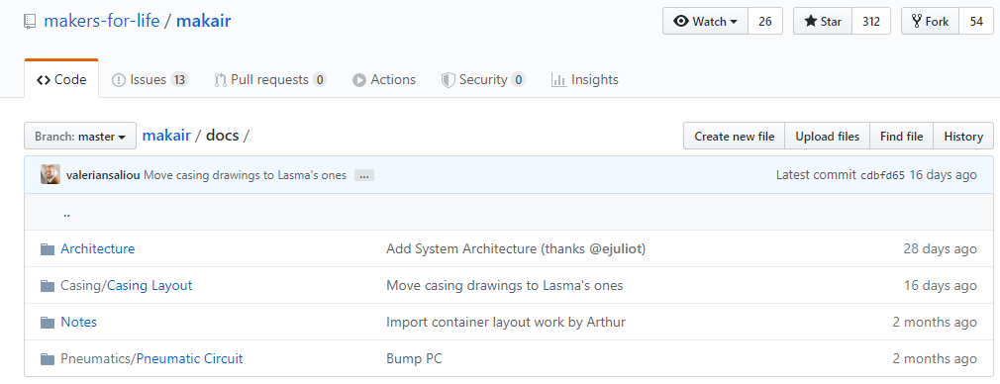 makers-for-life / makair
Watch 26 Star 312 Fork 54
Code Issues 13 Pull requests 0 Actions Security 0 Insights
Branch: master makair / docs / Create new file Upload files Find file History
valeriansaliou Move casing drawings to Lasma's ones ... Latest commit cdbfd65 16 days ago
..
Architecture Add System Architecture (thanks @ejuliot) 28 days ago
Casing/Casing Layout Move casing drawings to Lasma's ones 16 days ago
Notes Import container layout work by Arthur 2 months ago
Pneumatics/Pneumatic Circuit Bump PC 2 months ago